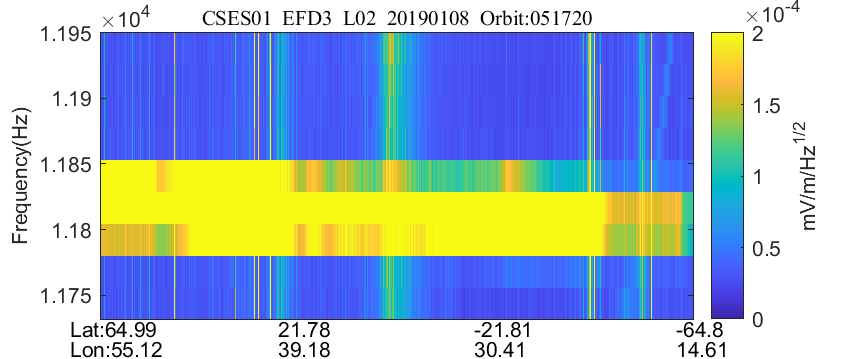 CSES01 EFD3 L02 20190108 Orbit:051720
×10⁴
×10⁻⁴
1.195
1.19
1.185
1.18
1.175
Frequency(Hz)
2
1.5
1
0.5
0
mV/m/Hz^1/2
Lat:64.99 21.78 -21.81 -64.8
Lon:55.12 39.18 30.41 14.61